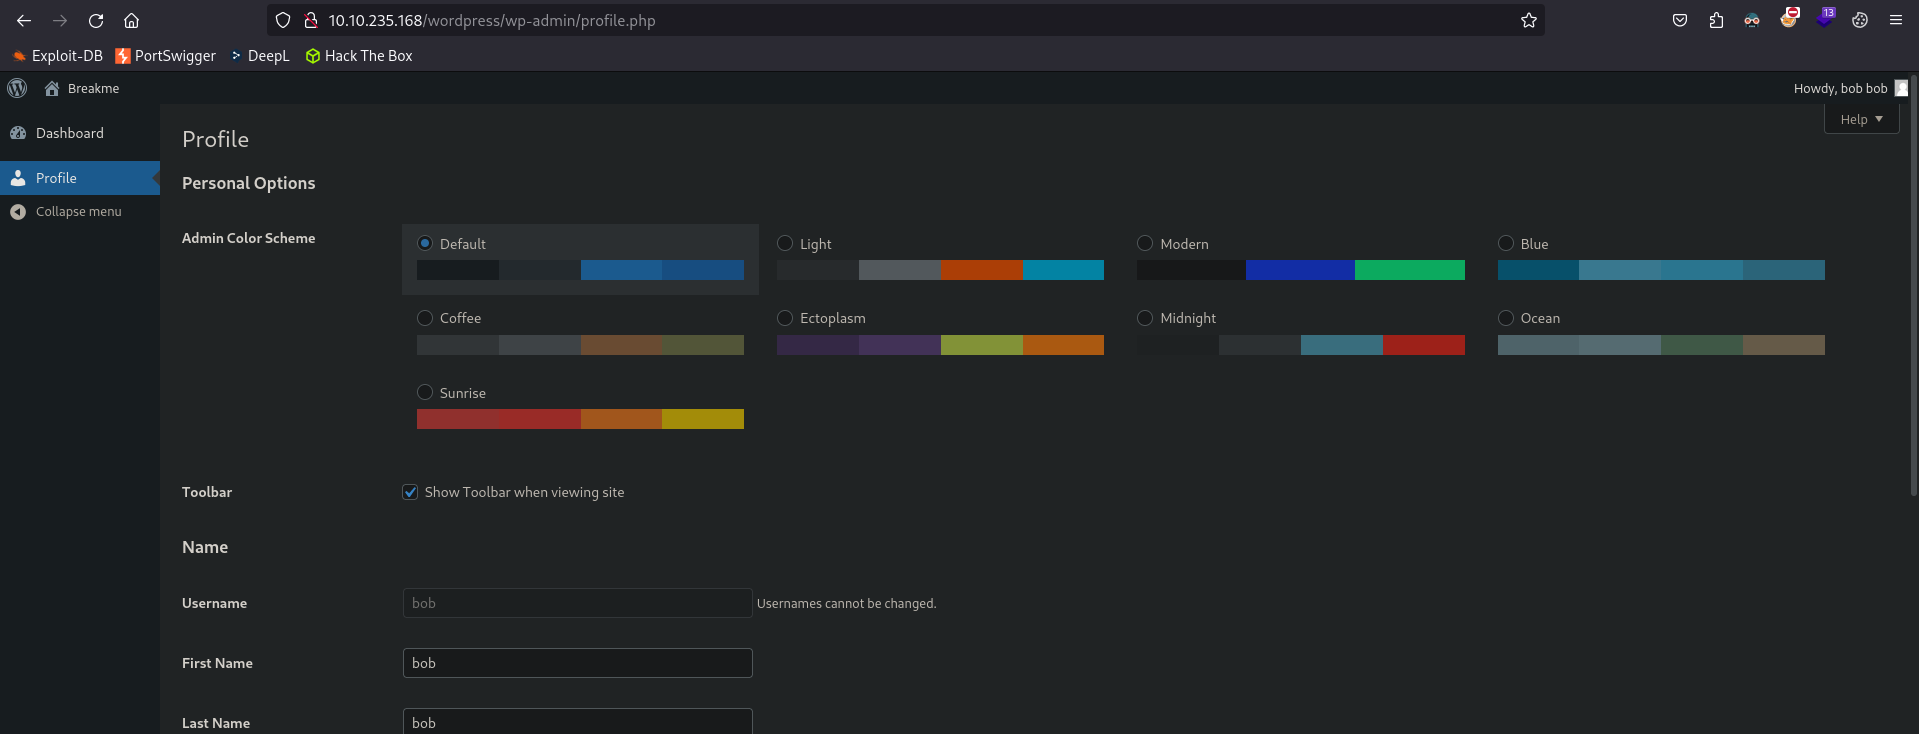 10.10.235.168/wordpress/wp-admin/profile.php
13
Exploit-DB PortSwigger DeepL Hack The Box
Breakme Howdy, bob bob
Dashboard
Profile
Collapse menu
Help
Profile
Personal Options
Admin Color Scheme
Default Light Modern Blue
Coffee Ectoplasm Midnight Ocean
Sunrise
Toolbar Show Toolbar when viewing site
Name
Username bob Usernames cannot be changed.
First Name bob
Last Name bob